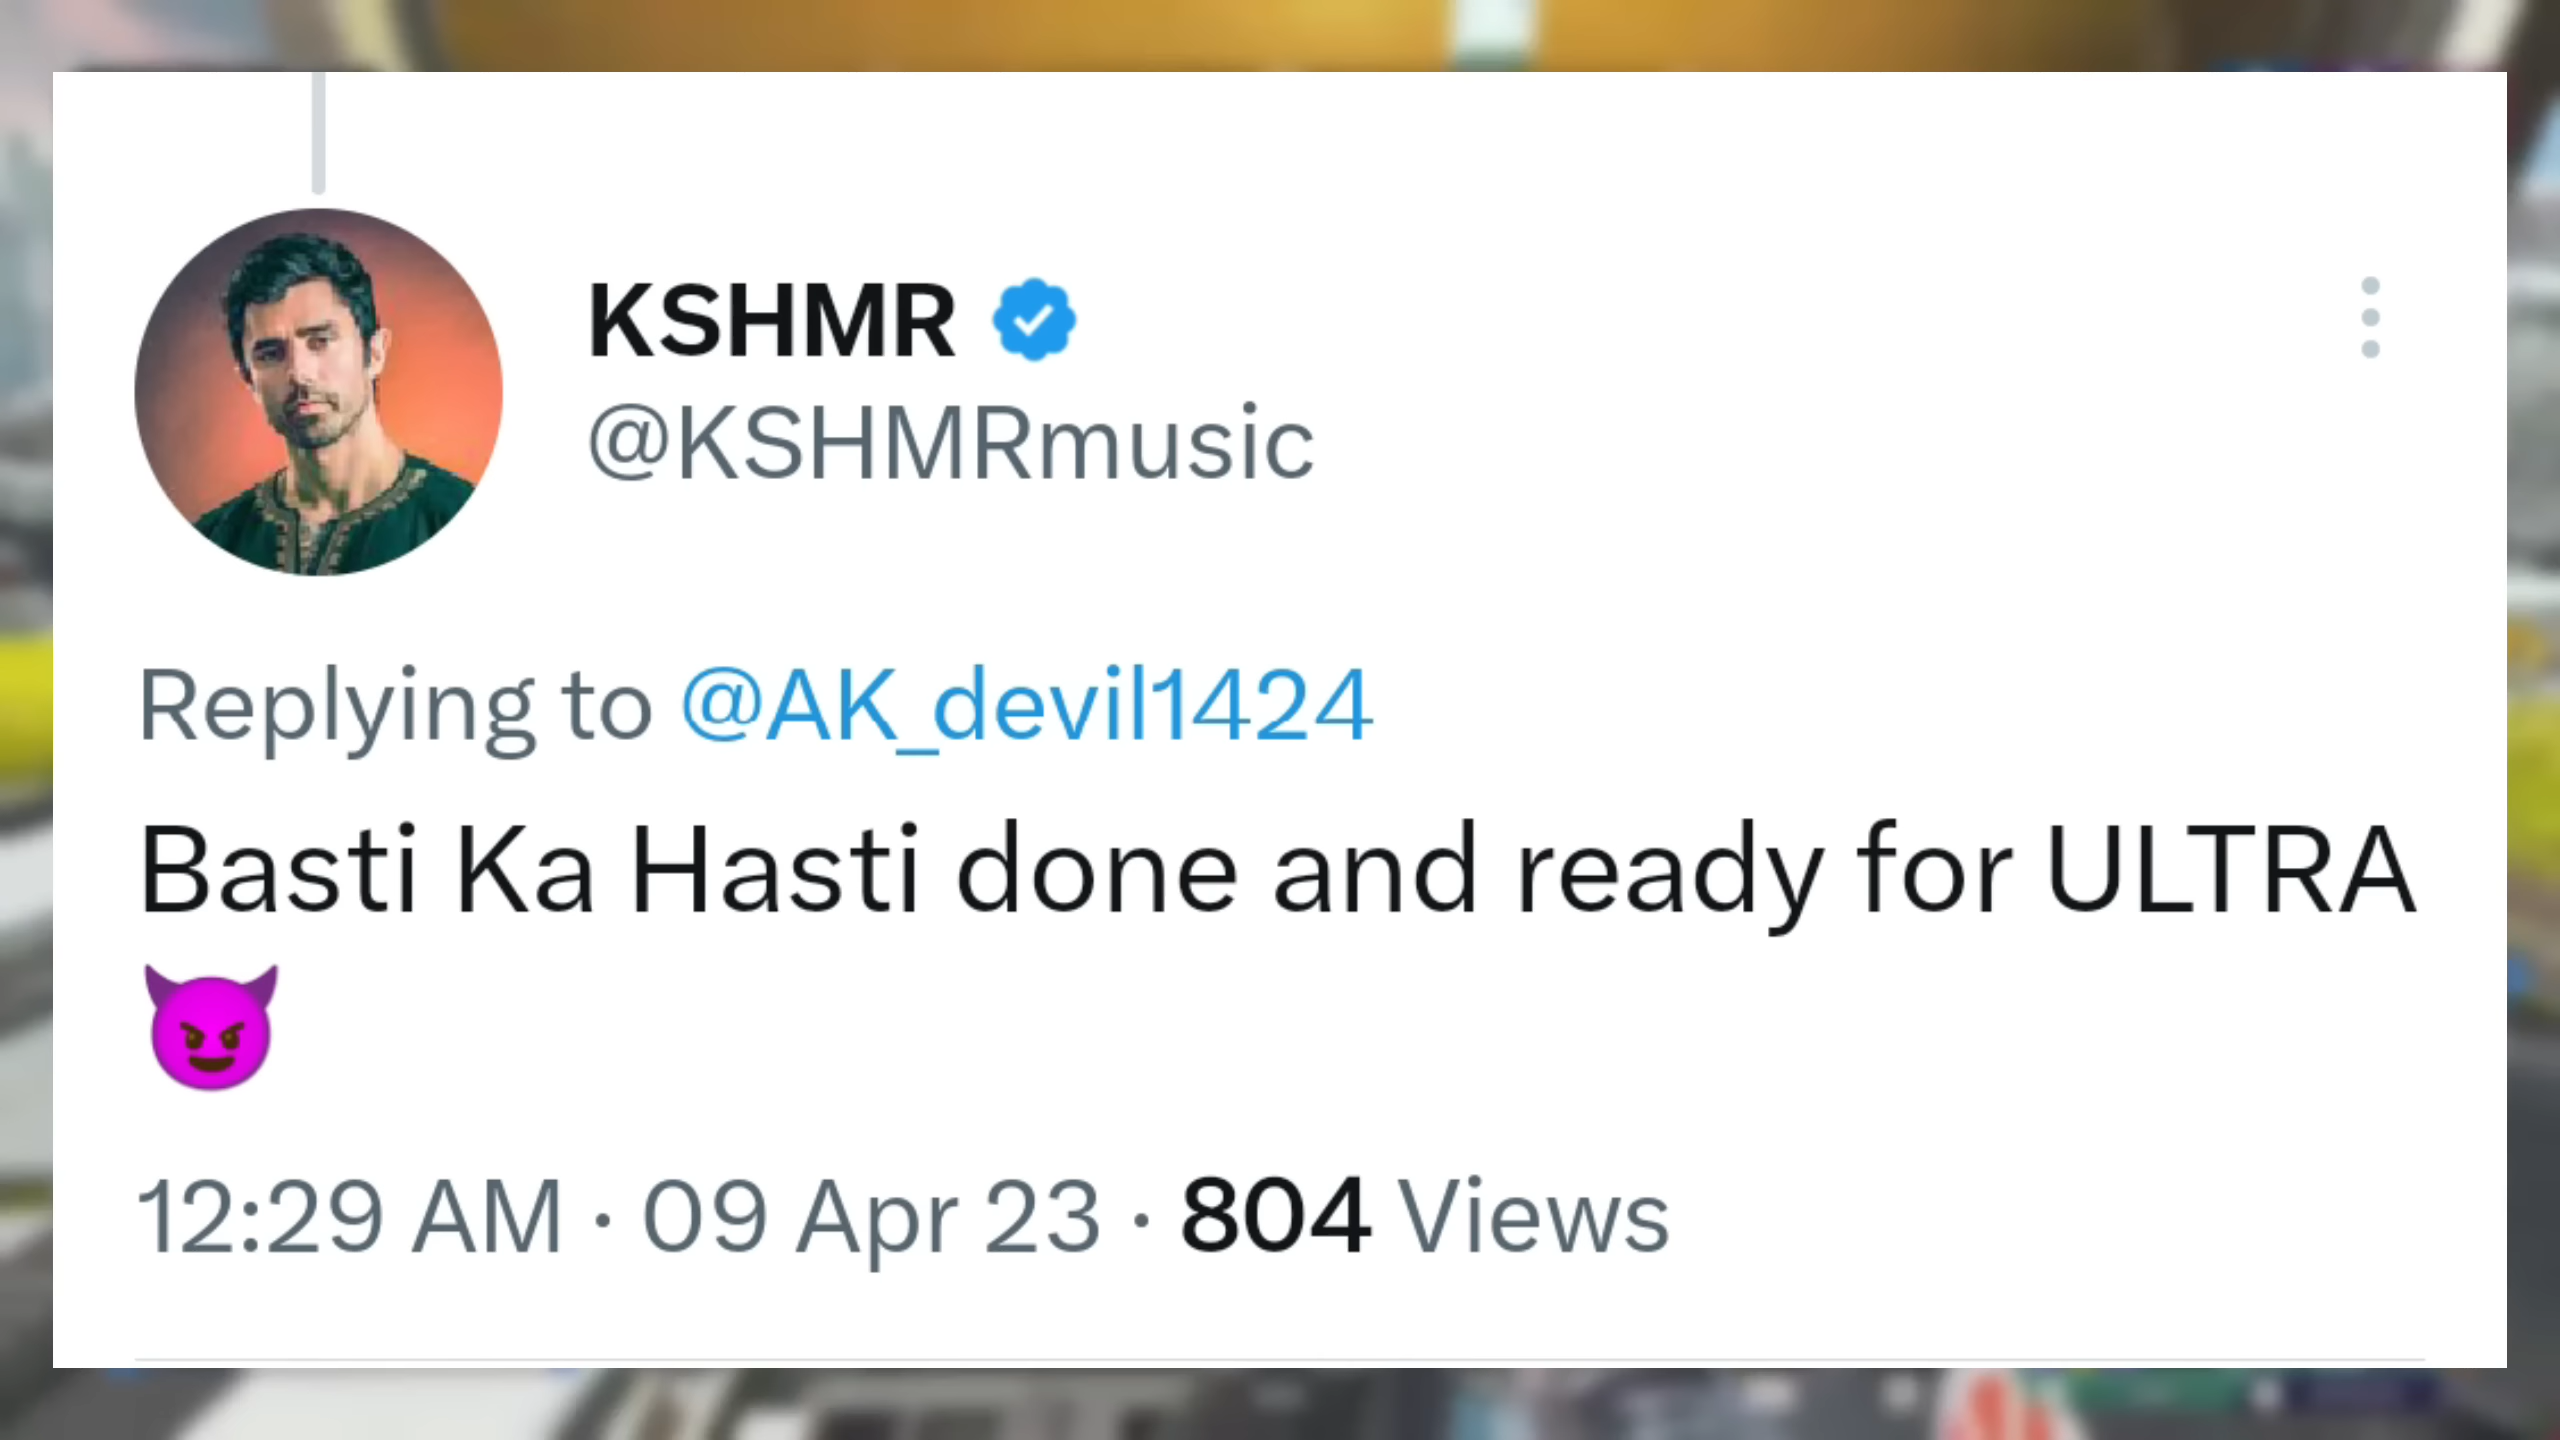 KSHMR
@KSHMRmusic
Replying to @AK_devil1424
Basti Ka Hasti done and ready for ULTRA
😈
12:29 AM · 09 Apr 23 · 804 Views